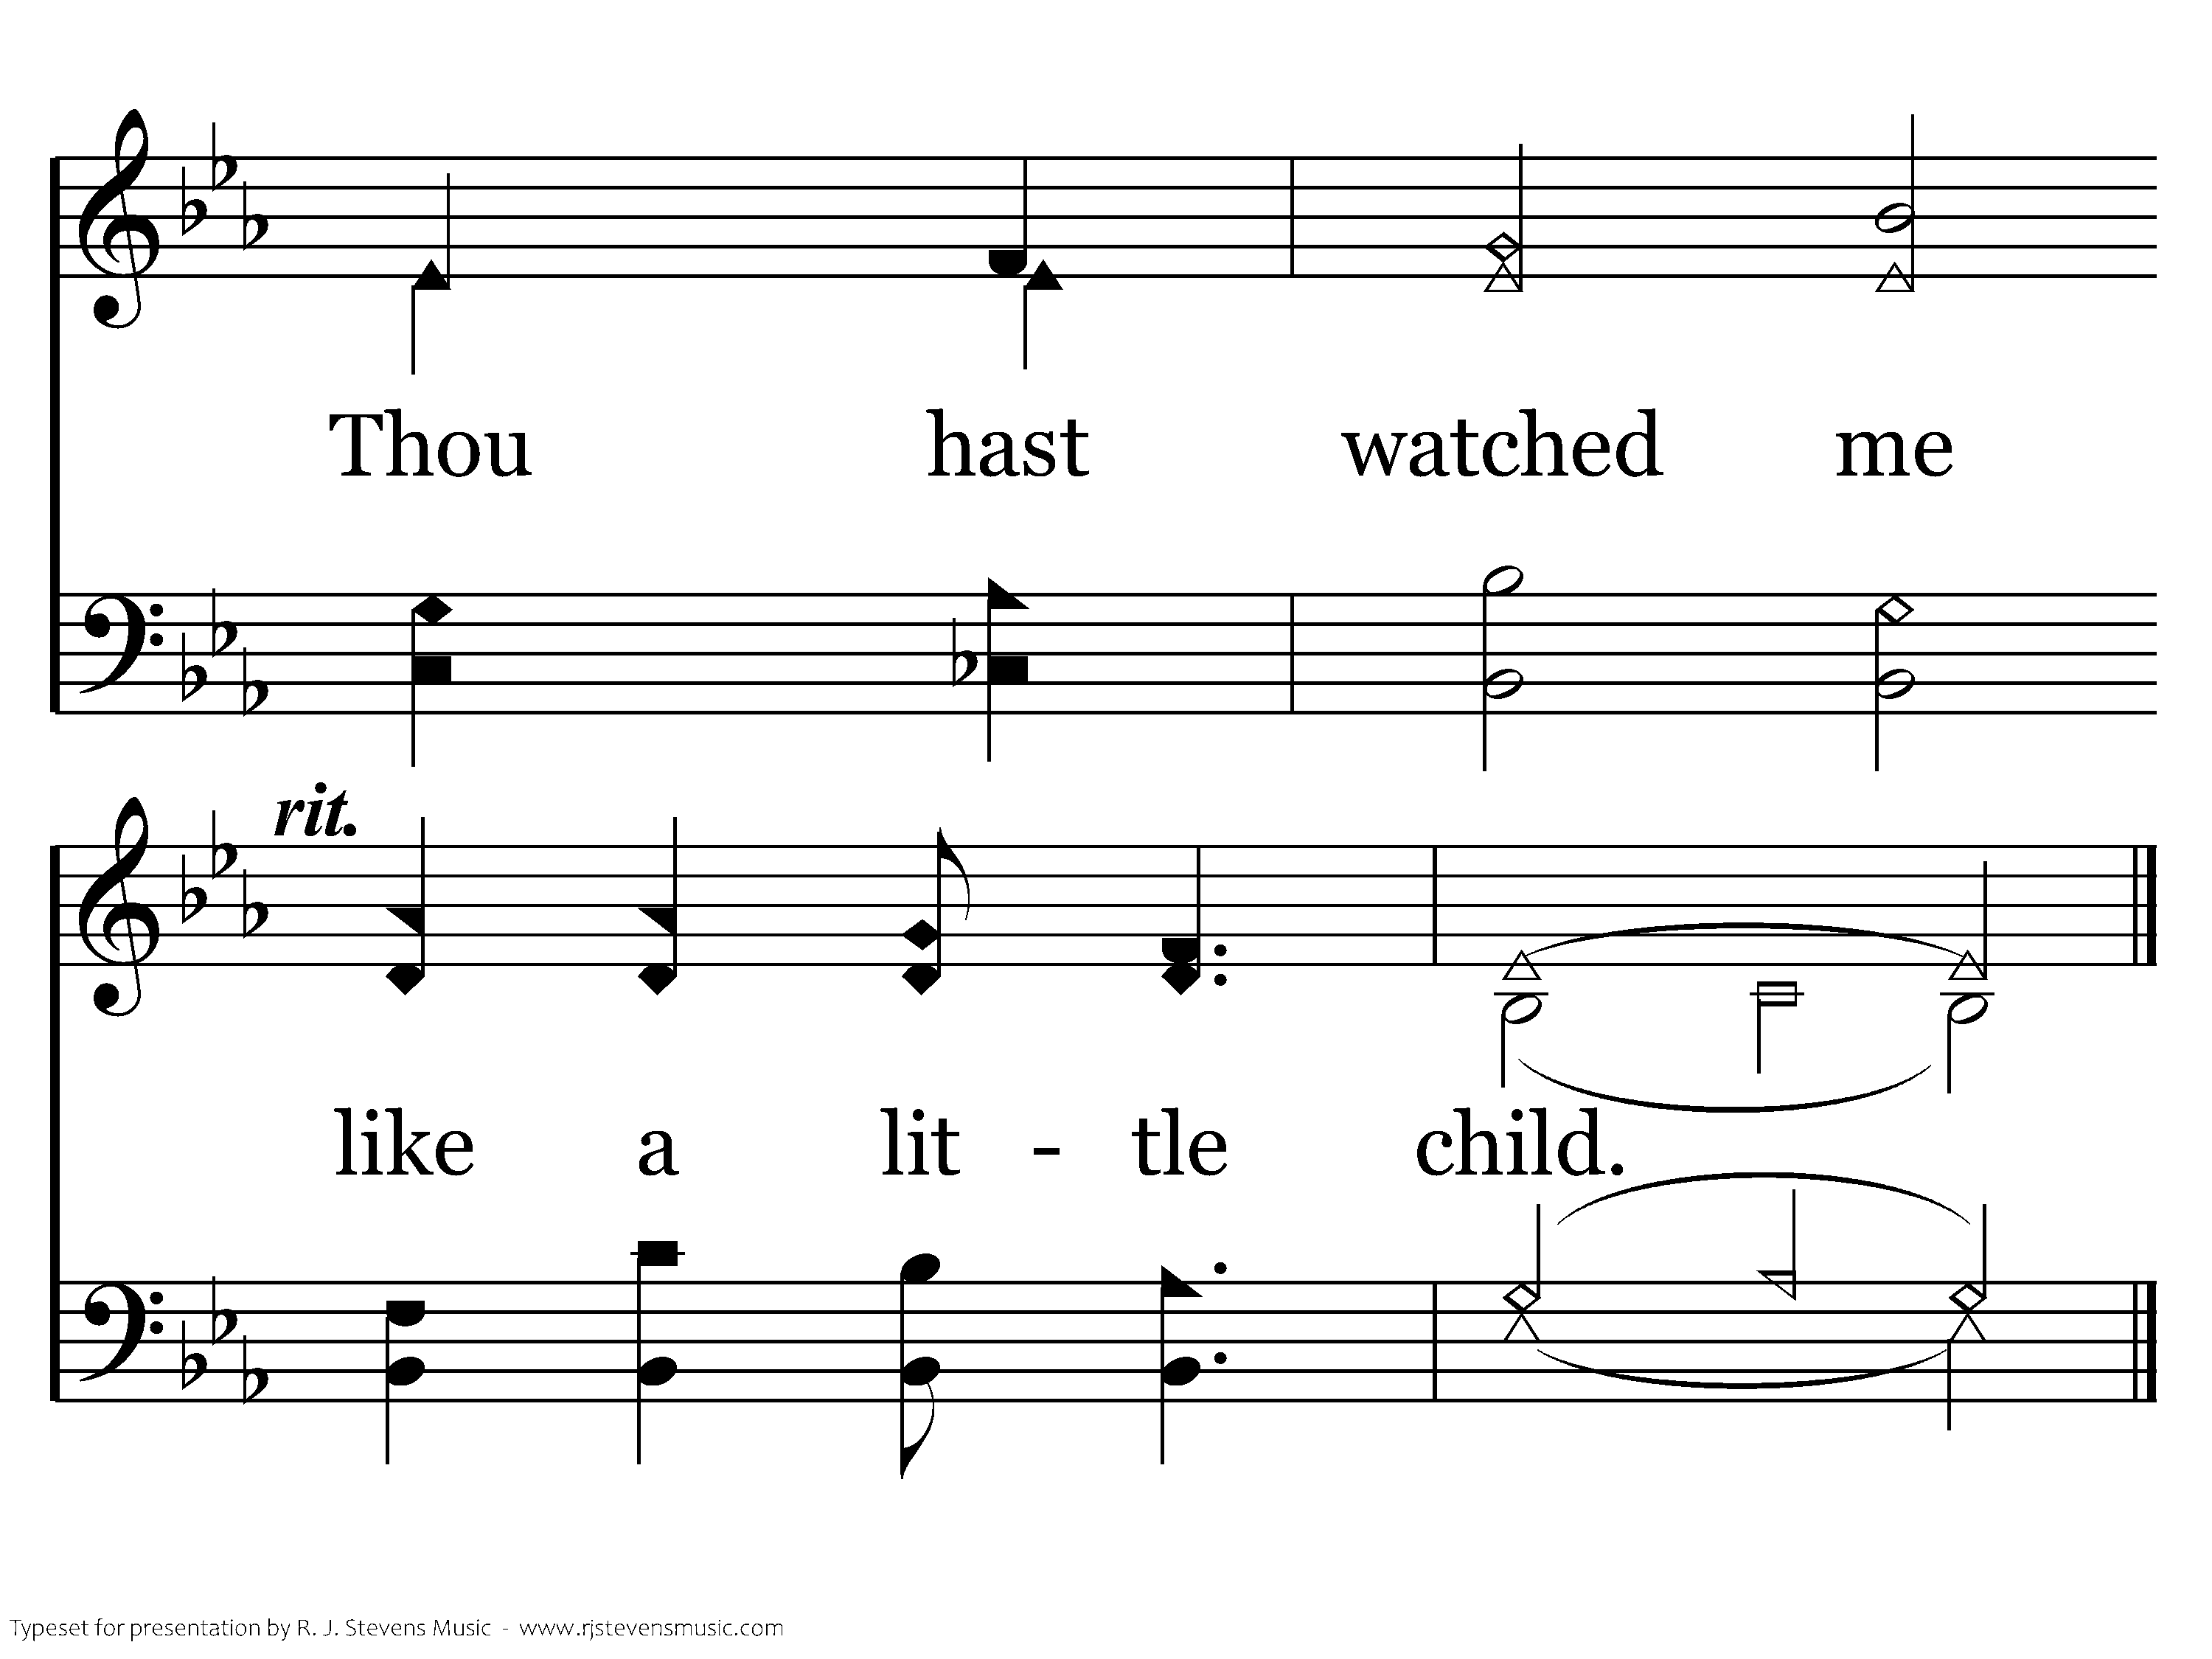 Thou hast watched me
rit.
like a lit - tle child.
Typeset for presentation by R. J. Stevens Music - www.rjstevensmusic.com